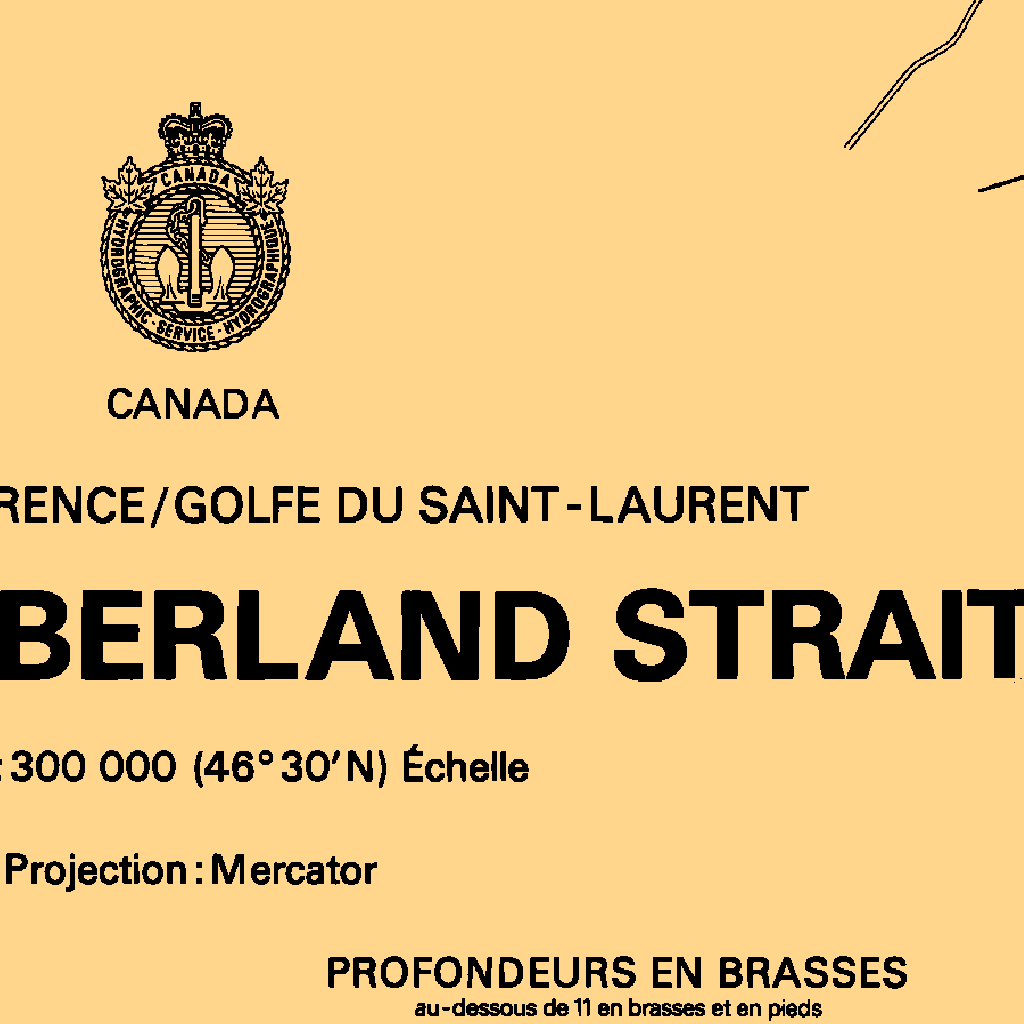 CANADA
HYDROGRAPHIC · SERVICE · HYDROGRAPHIQUE
CANADA
RENCE/GOLFE DU SAINT-LAURENT
BERLAND STRAIT
: 300 000 (46° 30′ N) Échelle
Projection : Mercator
PROFONDEURS EN BRASSES
au-dessous de 11 en brasses et en pieds